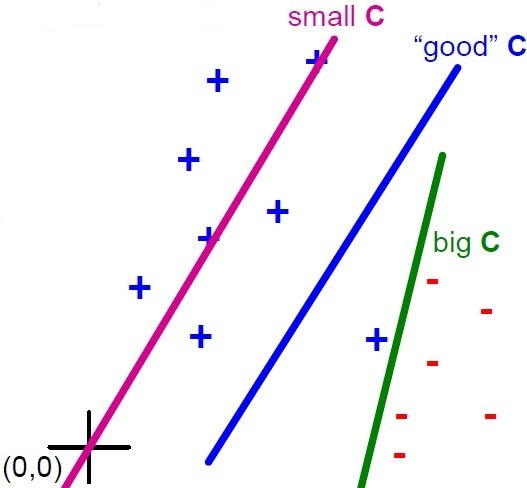 small C
“good” C
big C
(0,0)